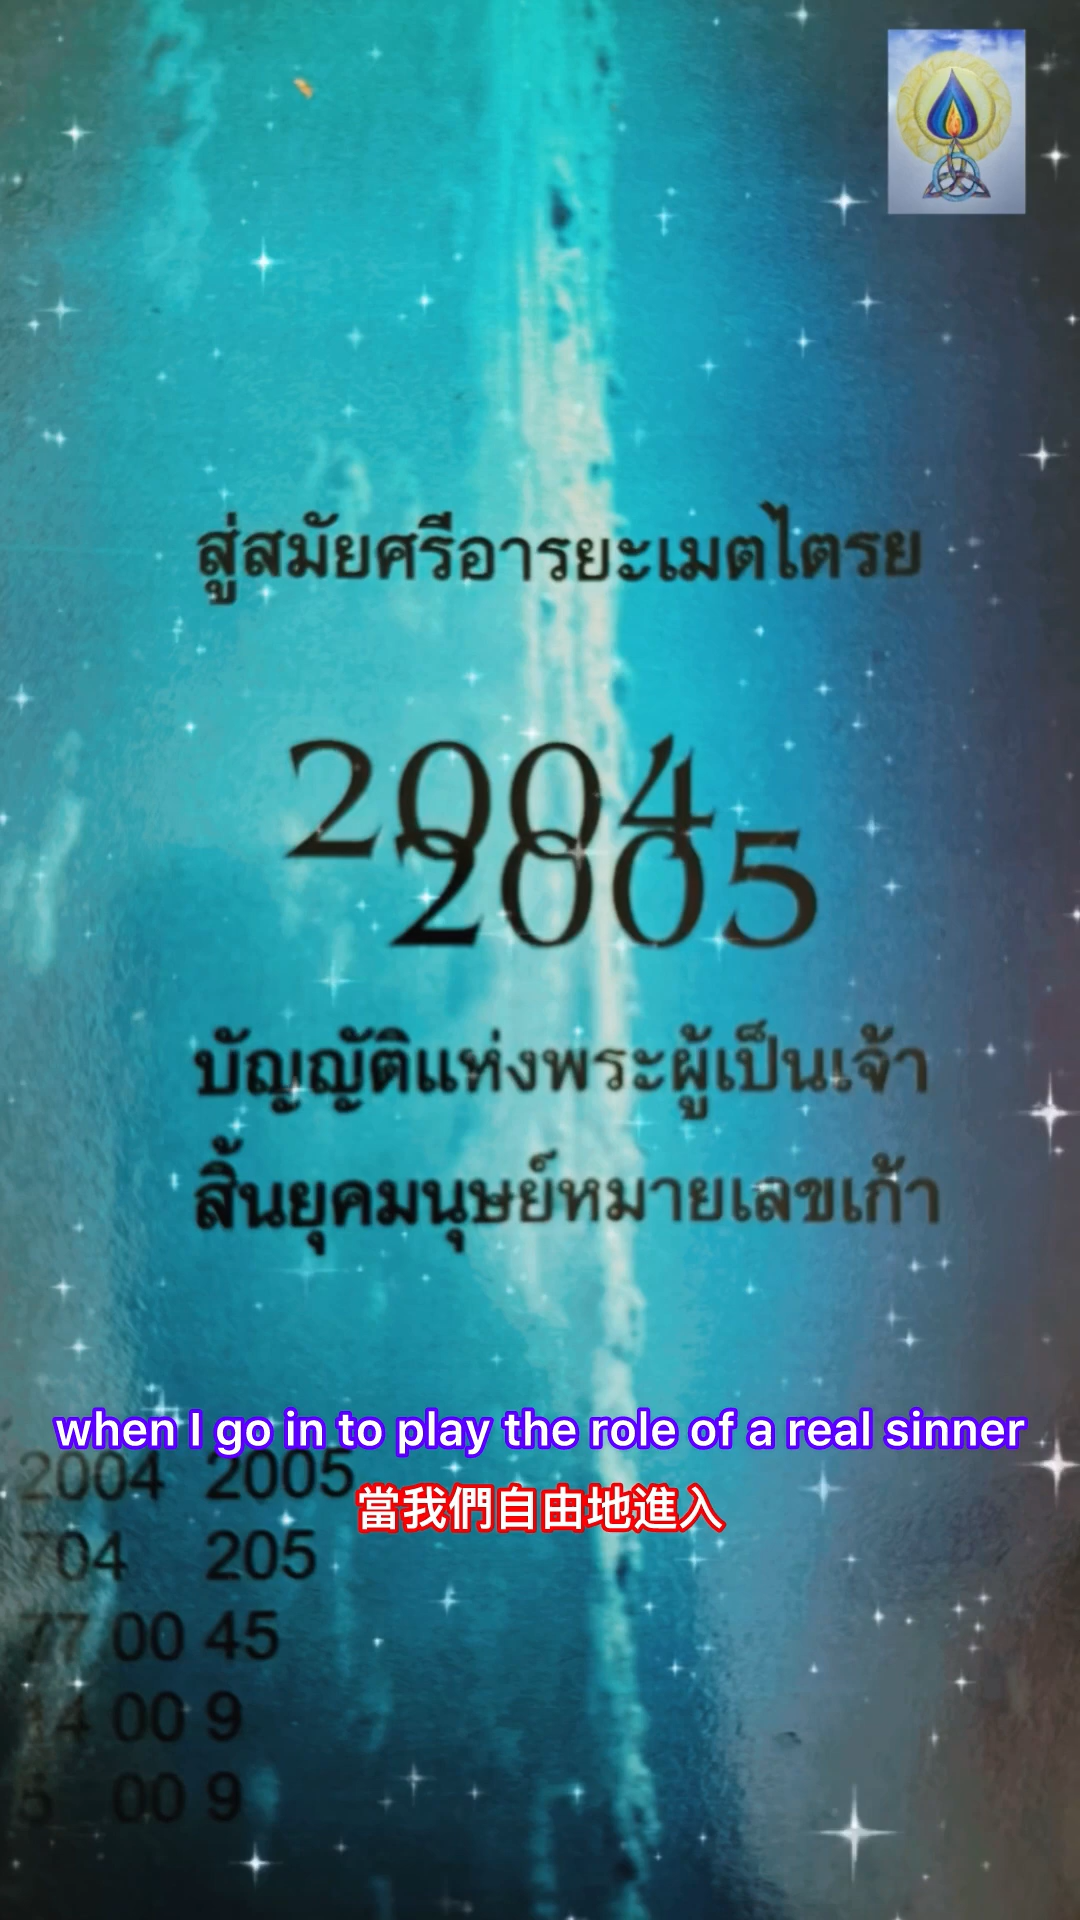 สู่สมัยศรีอารยะเมตไตรย
2004
2005
บัญญัติแห่งพระผู้เป็นเจ้า
สิ้นยุคมนุษย์หมายเลขเก้า
when I go in to play the role of a real sinner
2004 2005
當我們自由地進入
704 205
77 00 45
14 00 9
5 00 9